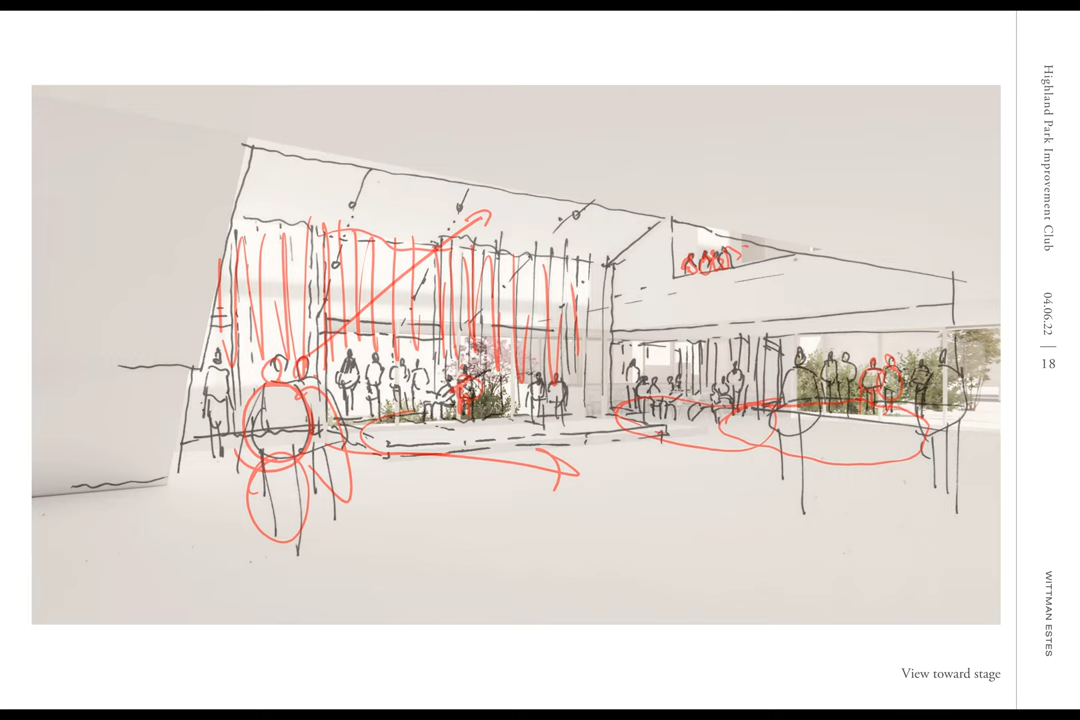 Highland Park Improvement Club
04.06.22
18
WITTMAN ESTES
View toward stage